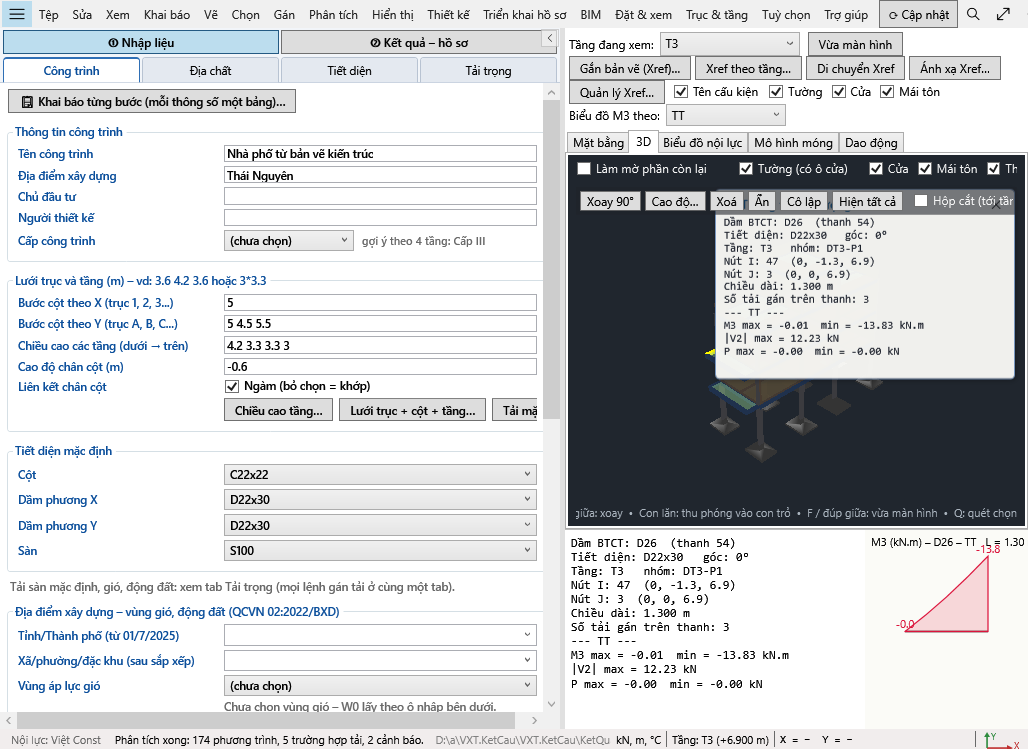 Tệp Sửa Xem Khai báo Vẽ Chọn Gán Phân tích Hiển thị Thiết kế Triển khai hồ sơ BIM Đặt & xem Trục & tầng Tuỳ chọn Trợ giúp ⟳ Cập nhật
① Nhập liệu
② Kết quả – hồ sơ
Công trình Địa chất Tiết diện Tải trọng
Khai báo từng bước (mỗi thông số một bảng)...
Thông tin công trình
Tên công trình Nhà phố từ bản vẽ kiến trúc
Địa điểm xây dựng Thái Nguyên
Chủ đầu tư
Người thiết kế
Cấp công trình (chưa chọn) gợi ý theo 4 tầng: Cấp III
Lưới trục và tầng (m) – vd: 3.6 4.2 3.6 hoặc 3*3.3
Bước cột theo X (trục 1, 2, 3...) 5
Bước cột theo Y (trục A, B, C...) 5 4.5 5.5
Chiều cao các tầng (dưới → trên) 4.2 3.3 3.3 3
Cao độ chân cột (m) -0.6
Liên kết chân cột Ngàm (bỏ chọn = khớp)
Chiều cao tầng... Lưới trục + cột + tầng... Tải mặ
Tiết diện mặc định
Cột C22x22
Dầm phương X D22x30
Dầm phương Y D22x30
Sàn S100
Tải sàn mặc định, gió, động đất: xem tab Tải trọng (mọi lệnh gán tải ở cùng một tab).
Địa điểm xây dựng – vùng gió, động đất (QCVN 02:2022/BXD)
Tỉnh/Thành phố (từ 01/7/2025)
Xã/phường/đặc khu (sau sắp xếp)
Vùng áp lực gió (chưa chọn)
Chưa chọn vùng gió – W0 lấy theo ô nhập bên dưới.
Tầng đang xem: T3 Vừa màn hình
Gắn bản vẽ (Xref)... Xref theo tầng... Di chuyển Xref Ánh xạ Xref...
Quản lý Xref... Tên cấu kiện Tường Cửa Mái tôn
Biểu đồ M3 theo: TT
Mặt bằng 3D Biểu đồ nội lực Mô hình móng Dao động
Làm mờ phần còn lại Tường (có ô cửa) Cửa Mái tôn Th
Xoay 90° Cao độ... Xoá Ẩn Cô lập Hiện tất cả Hộp cắt (tới tần
Dầm BTCT: D26 (thanh 54)
Tiết diện: D22x30 góc: 0°
Tầng: T3 nhóm: DT3-P1
Nút I: 47 (0, -1.3, 6.9)
Nút J: 3 (0, 0, 6.9)
Chiều dài: 1.300 m
Số tải gán trên thanh: 3
--- TT ---
M3 max = -0.01 min = -13.83 kN.m
|V2| max = 12.23 kN
P max = -0.00 min = -0.00 kN
giữa: xoay • Con lăn: thu phóng vào con trỏ • F / đúp giữa: vừa màn hình • Q: quét chọn
Dầm BTCT: D26 (thanh 54)
Tiết diện: D22x30 góc: 0°
Tầng: T3 nhóm: DT3-P1
Nút I: 47 (0, -1.3, 6.9)
Nút J: 3 (0, 0, 6.9)
Chiều dài: 1.300 m
Số tải gán trên thanh: 3
--- TT ---
M3 max = -0.01 min = -13.83 kN.m
|V2| max = 12.23 kN
P max = -0.00 min = -0.00 kN
M3 (kN.m) – D26 – TT L = 1.30
-13.8
-0.0
Nội lực: Việt Const Phân tích xong: 174 phương trình, 5 trường hợp tải, 2 cảnh báo. D:\a\VXT.KetCau\VXT.KetCau\KetQu kN, m, °C Tầng: T3 (+6.900 m) X = – Y = – Y X